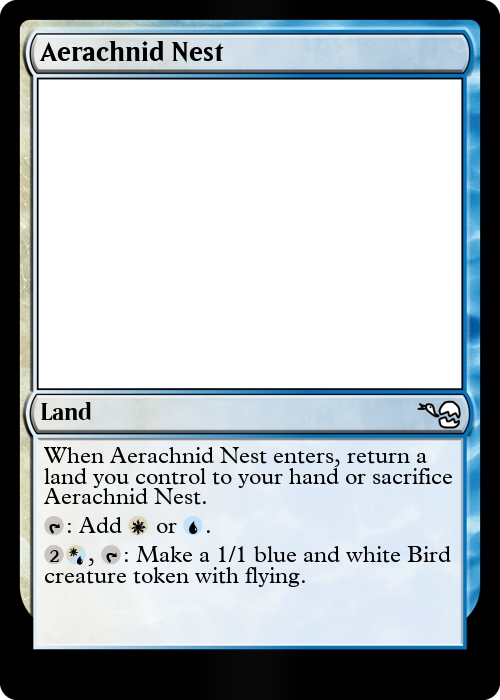 Aerachnid Nest
Land
When Aerachnid Nest enters, return a
land you control to your hand or sacrifice
Aerachnid Nest.
: Add or .
2 , : Make a 1/1 blue and white Bird
creature token with flying.